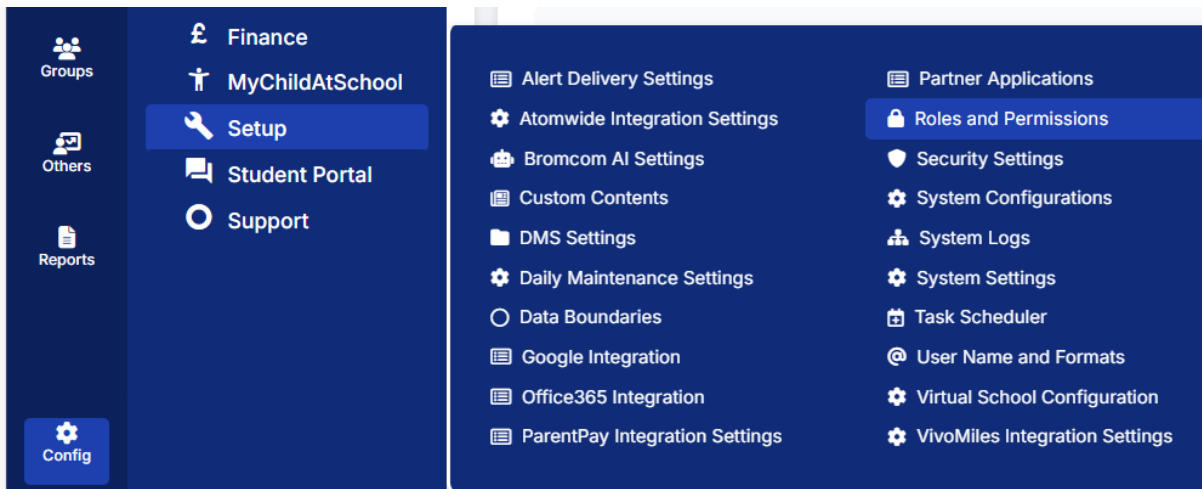 Groups
Others
Reports
Config
£ Finance
MyChildAtSchool
Setup
Student Portal
Support
Alert Delivery Settings
Atomwide Integration Settings
Bromcom AI Settings
Custom Contents
DMS Settings
Daily Maintenance Settings
Data Boundaries
Google Integration
Office365 Integration
ParentPay Integration Settings
Partner Applications
Roles and Permissions
Security Settings
System Configurations
System Logs
System Settings
Task Scheduler
@ User Name and Formats
Virtual School Configuration
VivoMiles Integration Settings